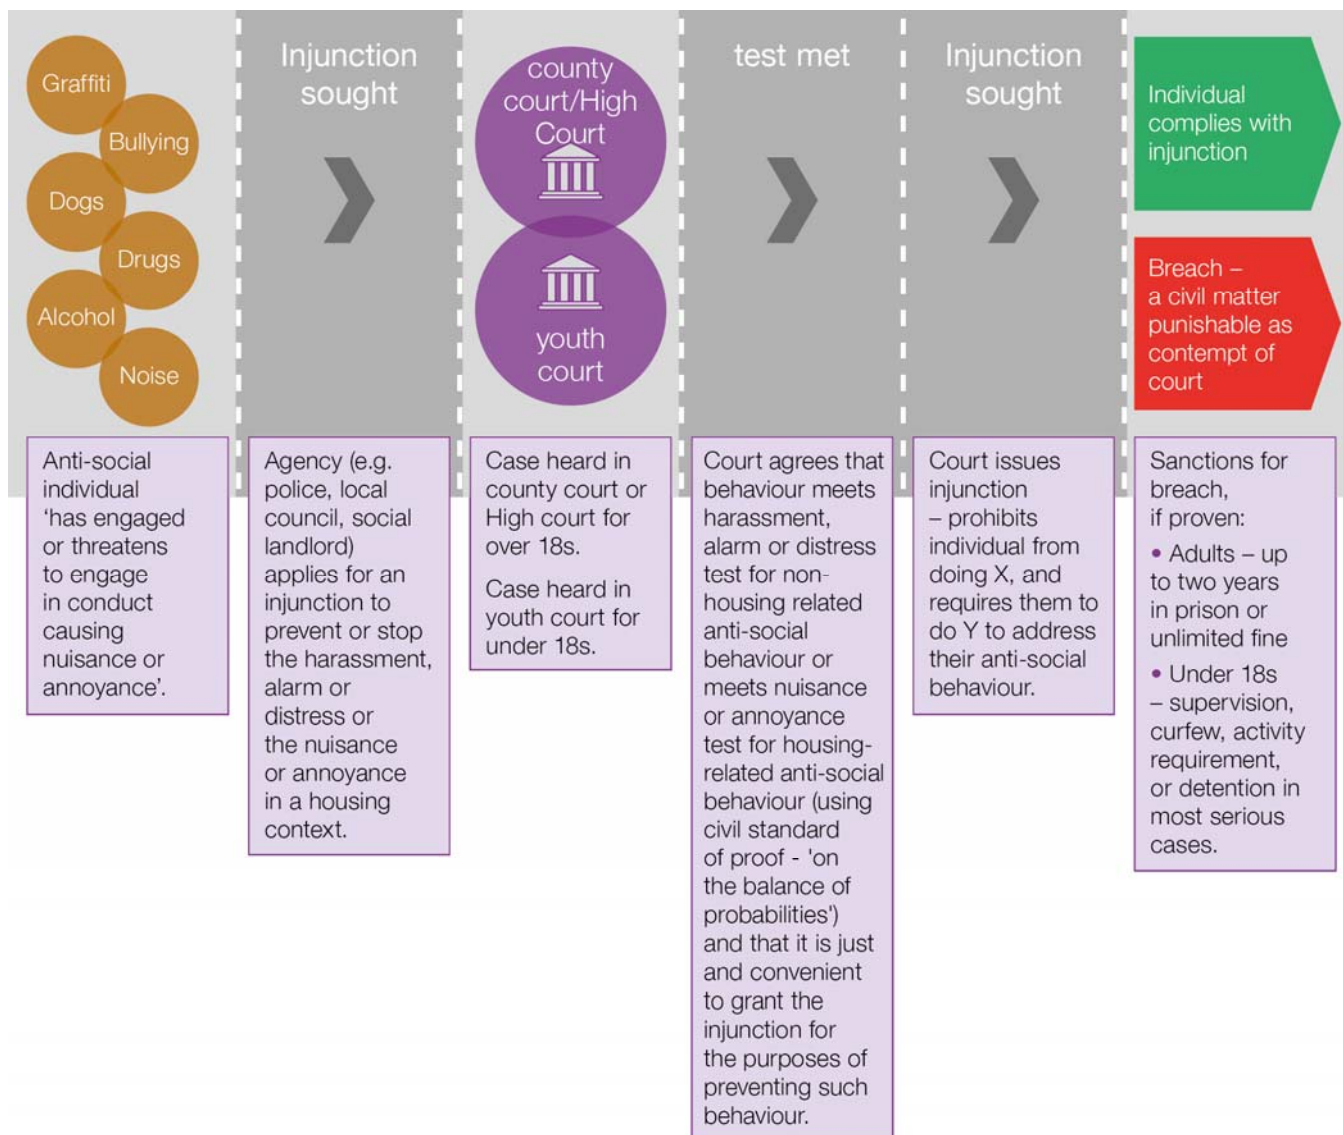 Graffiti
Bullying
Dogs
Drugs
Alcohol
Noise
Injunction
sought
county
court/High
Court
youth
court
test met
Injunction
sought
Individual
complies with
injunction
Breach –
a civil matter
punishable as
contempt of
court
Anti-social
individual
‘has engaged
or threatens
to engage
in conduct
causing
nuisance or
annoyance’.
Agency (e.g.
police, local
council, social
landlord)
applies for an
injunction to
prevent or stop
the harassment,
alarm or
distress or
the nuisance
or annoyance
in a housing
context.
Case heard in
county court or
High court for
over 18s.
Case heard in
youth court for
under 18s.
Court agrees that
behaviour meets
harassment,
alarm or distress
test for non-
housing related
anti-social
behaviour or
meets nuisance
or annoyance
test for housing-
related anti-social
behaviour (using
civil standard
of proof - 'on
the balance of
probabilities')
and that it is just
and convenient
to grant the
injunction for
the purposes of
preventing such
behaviour.
Court issues
injunction
– prohibits
individual from
doing X, and
requires them to
do Y to address
their anti-social
behaviour.
Sanctions for
breach,
if proven:
• Adults – up
to two years
in prison or
unlimited fine
• Under 18s
– supervision,
curfew, activity
requirement,
or detention in
most serious
cases.